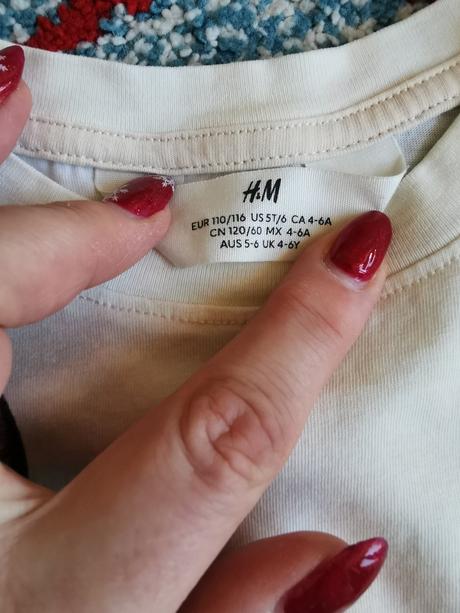 H&M
EUR 110/116 US 5T/6 CA 4-6A
CN 120/60 MX 4-6A
AUS 5-6 UK 4-6Y